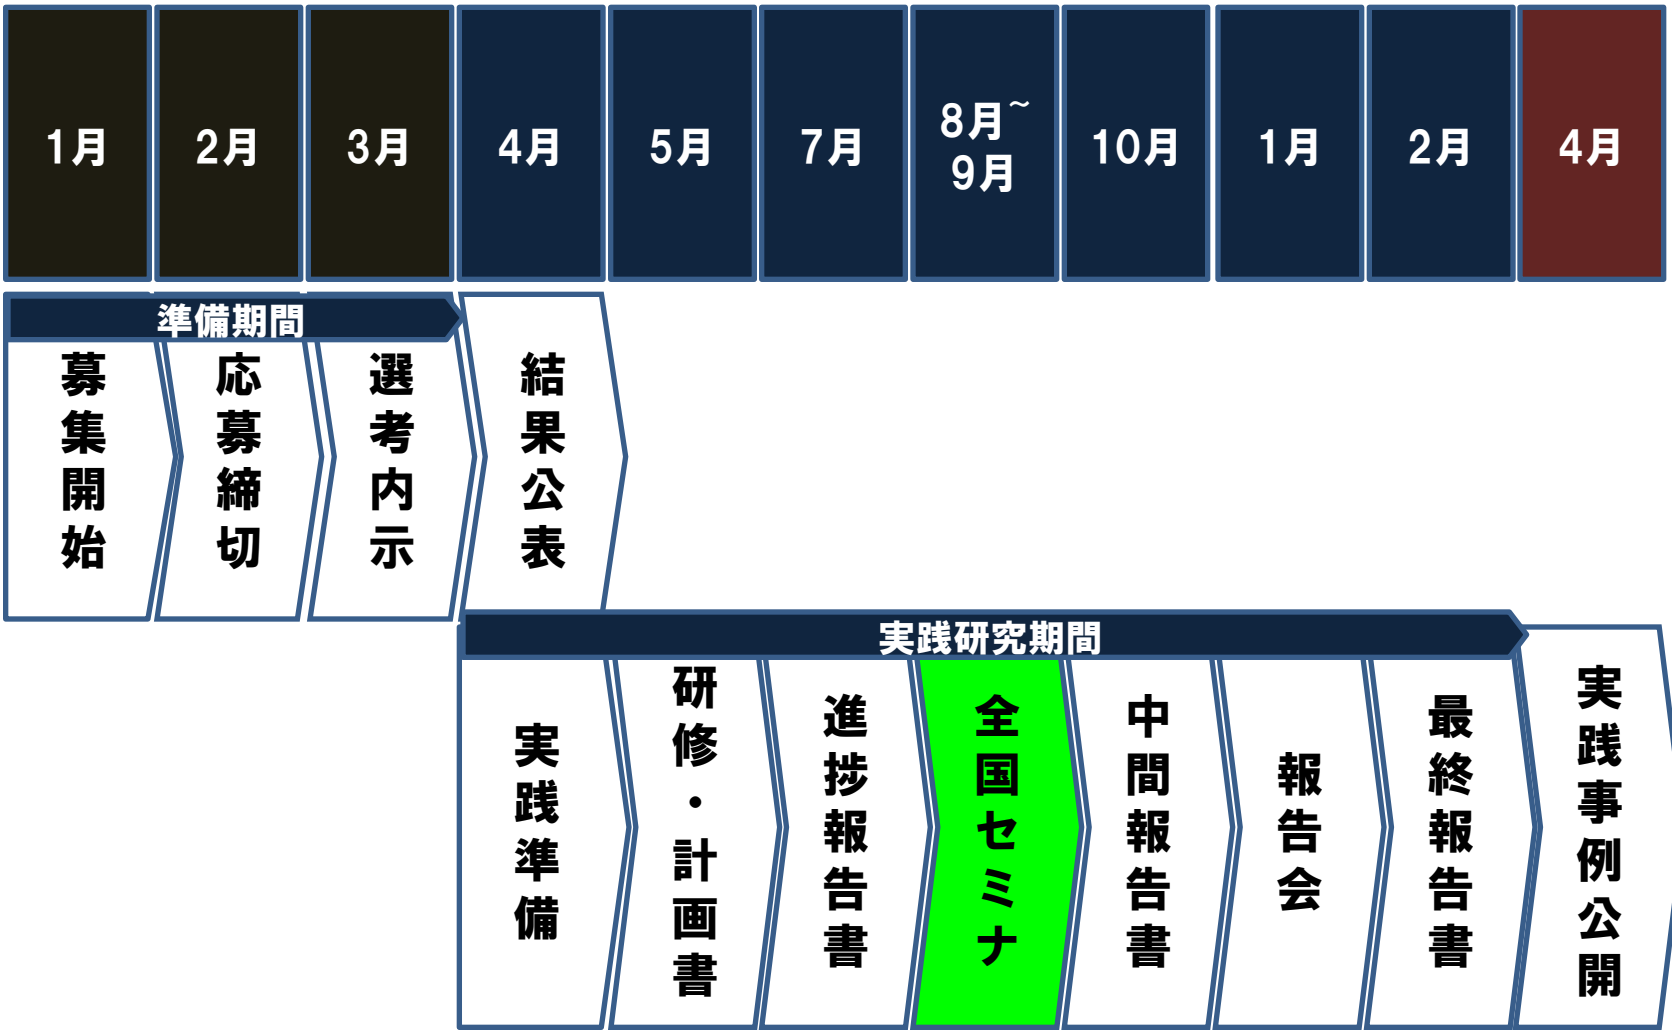 1月
2月
3月
4月
5月
7月
8月~
9月
10月
1月
2月
4月
準備期間
募集開始
応募締切
選考内示
結果公表
実践研究期間
実践準備
研修・計画書
進捗報告書
全国セミナ
中間報告書
報告会
最終報告書
実践事例公開